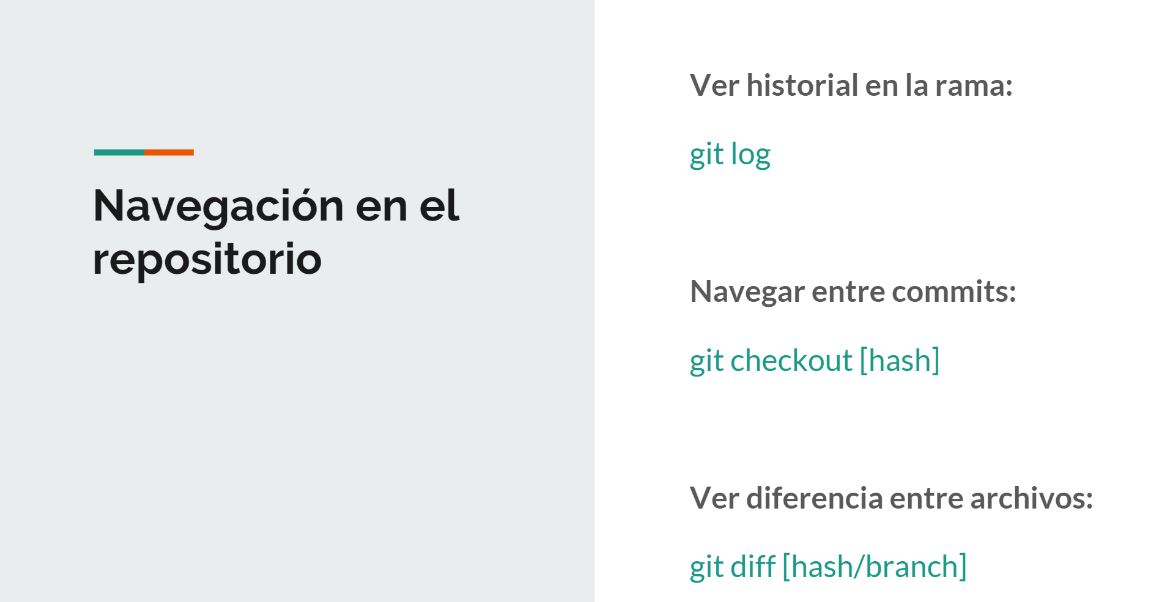 Navegación en el
repositorio
Ver historial en la rama:
git log
Navegar entre commits:
git checkout [hash]
Ver diferencia entre archivos:
git diff [hash/branch]